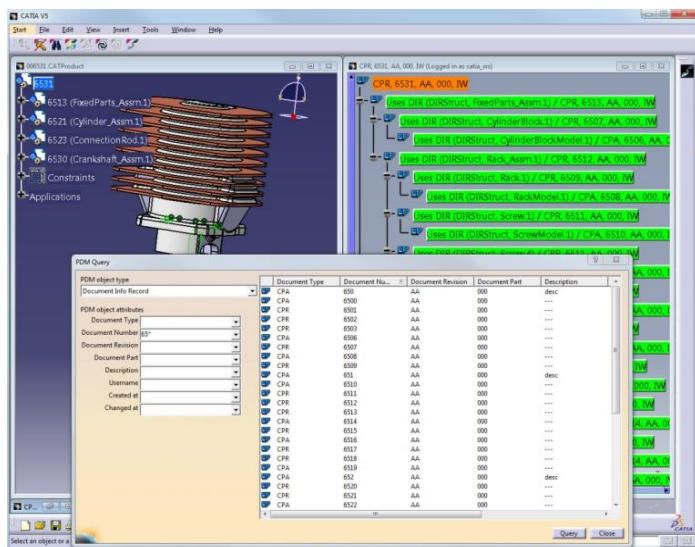 CATIA V5
Start File Edit View Insert Tools Window Help
006531.CATProduct
6531
6513 (FixedParts_Assm.1)
6521 (Cylinder_Assm.1)
6523 (ConnectionRod.1)
6530 (Crankshaft_Assm.1)
Constraints
Applications
CPR, 6531, AA, 000, IW (Logged in as catia_ws)
CPR, 6531, AA, 000, IW
Uses DIR (DIRStruct, FixedParts_Assm.1) / CPR, 6513, AA, 000, IW
Uses DIR (DIRStruct, CylinderBlock.1) / CPR, 6507, AA, 000, IW
Uses DIR (DIRStruct, CylinderBlockModel.1) / CPA, 6506, AA, 0
Uses DIR (DIRStruct, Rack_Assm.1) / CPR, 6512, AA, 000, IW
Uses DIR (DIRStruct, Rack.1) / CPR, 6509, AA, 000, IW
Uses DIR (DIRStruct, RackModel.1) / CPA, 6508, AA, 000, IW
Uses DIR (DIRStruct, Screw.1) / CPR, 6511, AA, 000, IW
Uses DIR (DIRStruct, ScrewModel.1) / CPA, 6510, AA, 000, IW
PDM Query
PDM object type
Document Info Record
PDM object attributes
Document Type
Document Number 65*
Document Revision
Document Part
Description
Username
Created at
Changed at
Document Type Document Nu... Document Revision Document Part Description
CPA 650 AA 000 desc
CPA 6500 AA 000 ---
CPR 6501 AA 000 ---
CPR 6502 AA 000 ---
CPR 6503 AA 000 ---
CPA 6506 AA 000 ---
CPR 6507 AA 000 ---
CPA 6508 AA 000 ---
CPR 6509 AA 000 ---
CPA 651 AA 000 desc
CPA 6510 AA 000 ---
CPR 6511 AA 000 ---
CPR 6512 AA 000 ---
CPR 6513 AA 000 ---
CPA 6514 AA 000 ---
CPR 6515 AA 000 ---
CPA 6516 AA 000 ---
CPR 6517 AA 000 ---
CPR 6518 AA 000 ---
CPA 6519 AA 000 ---
CPA 652 AA 000 desc
CPR 6520 AA 000 ---
CPR 6521 AA 000 ---
CPA 6522 AA 000 ---
Query Close
CP...
Select an object or a
CATIA